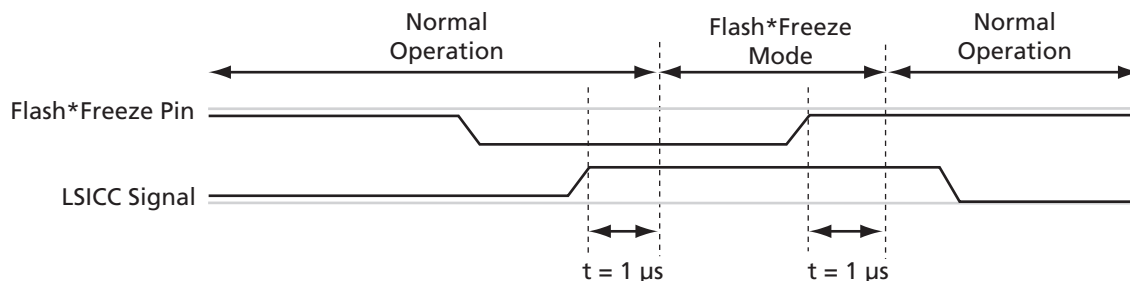 Normal
Operation
Flash*Freeze
Mode
Normal
Operation
Flash*Freeze Pin
LSICC Signal
t = 1 µs
t = 1 µs